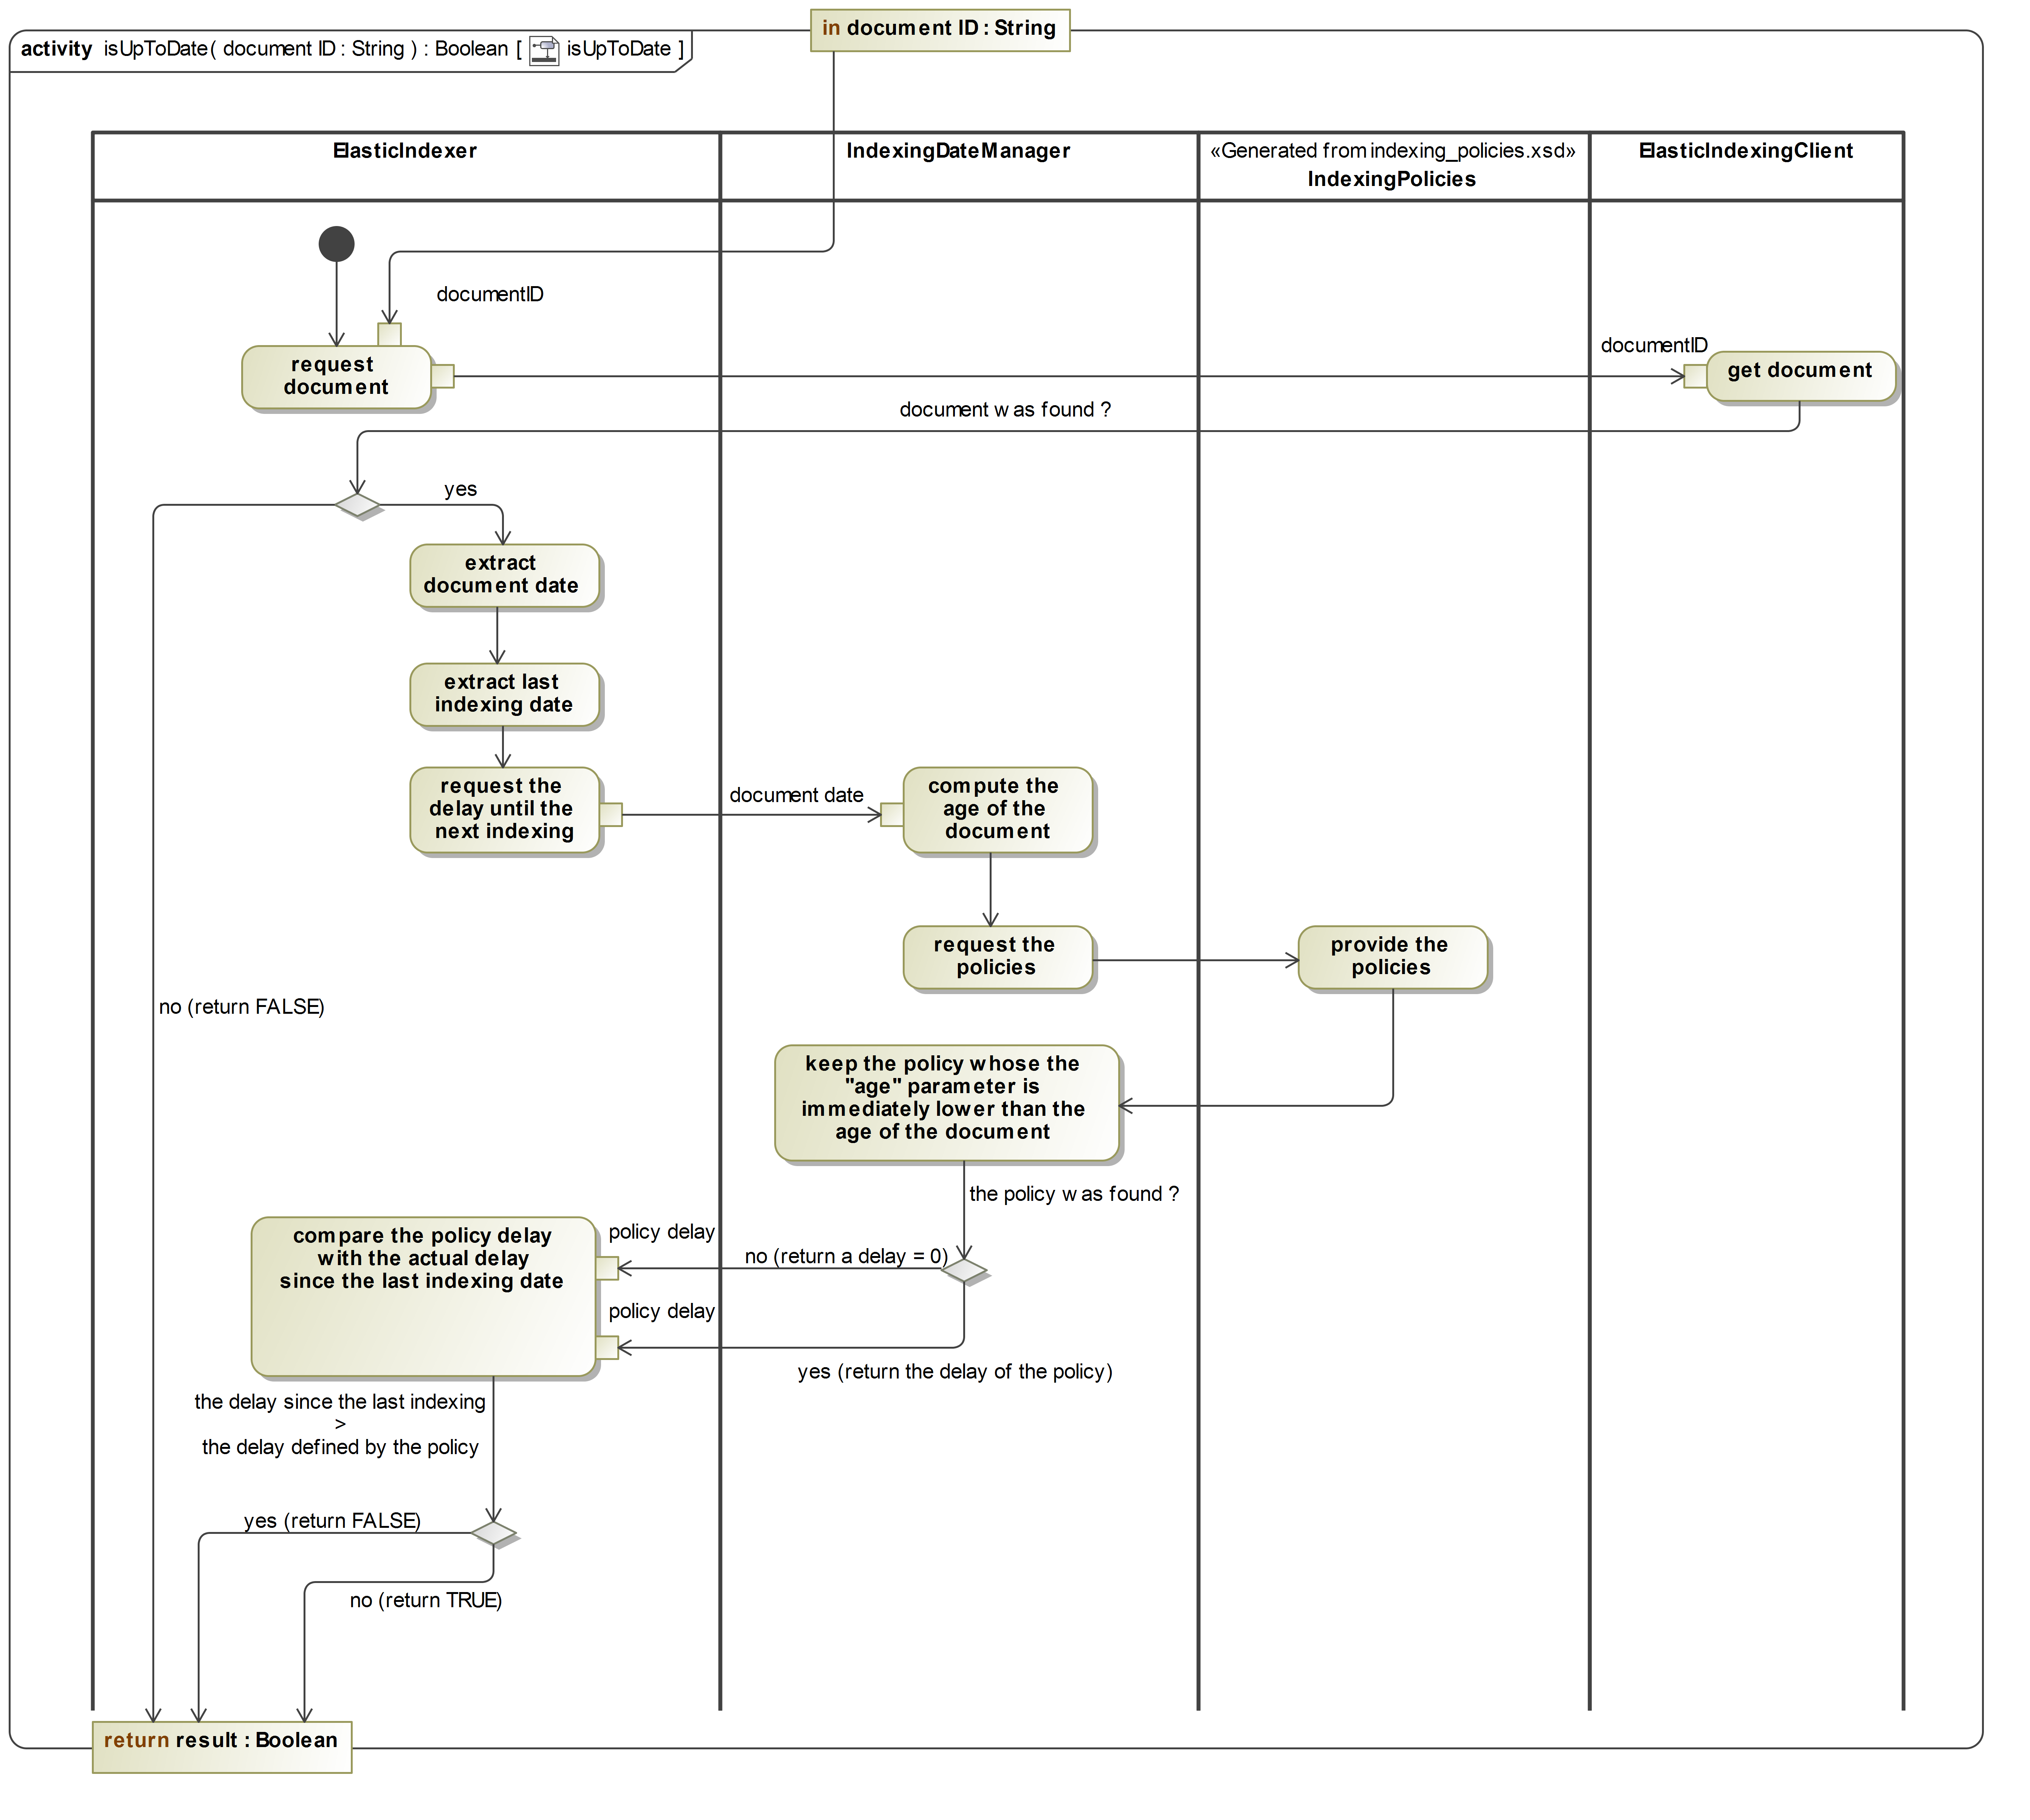 in document ID : String
activity isUpToDate( document ID : String ) : Boolean [ isUpToDate ]
ElasticIndexer
IndexingDateManager
«Generated from indexing_policies.xsd»
IndexingPolicies
ElasticIndexingClient
documentID
request
document
documentID
get document
document was found ?
yes
extract
document date
extract last
indexing date
request the
delay until the
next indexing
document date
compute the
age of the
document
request the
policies
provide the
policies
no (return FALSE)
keep the policy whose the
"age" parameter is
immediately lower than the
age of the document
the policy was found ?
compare the policy delay
with the actual delay
since the last indexing date
policy delay
no (return a delay = 0)
policy delay
yes (return the delay of the policy)
the delay since the last indexing
>
the delay defined by the policy
yes (return FALSE)
no (return TRUE)
return result : Boolean